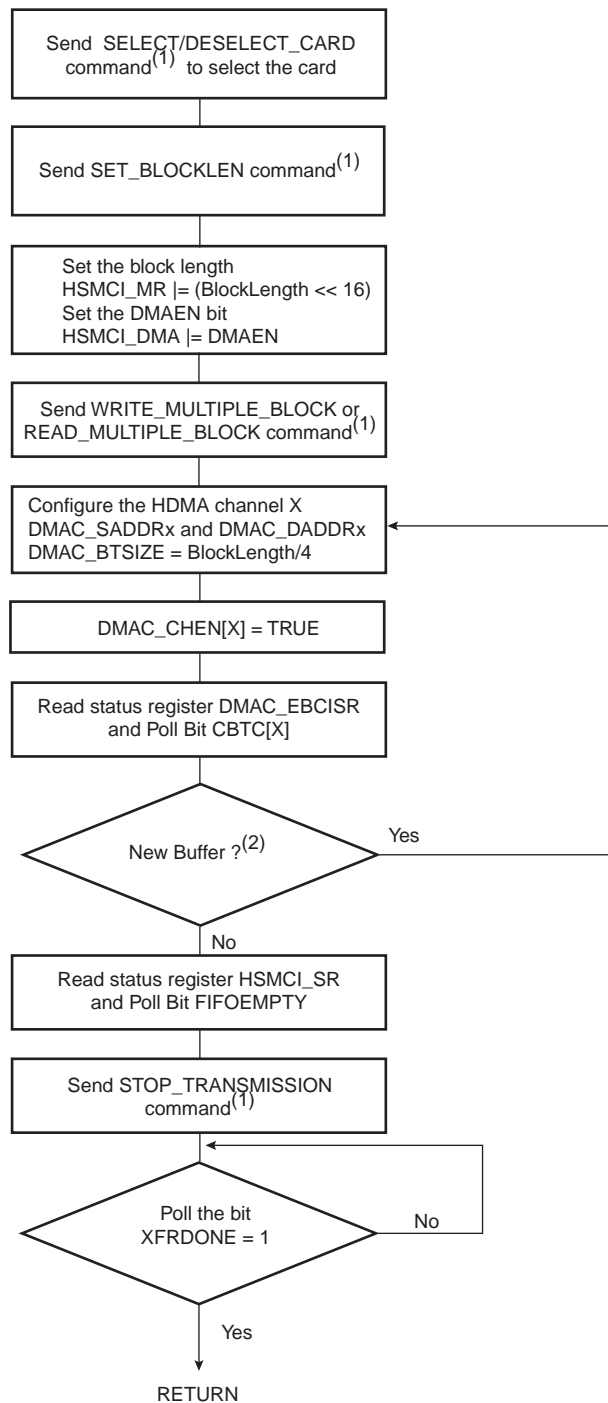 Send SELECT/DESELECT_CARD
command(1) to select the card
Send SET_BLOCKLEN command(1)
Set the block length
HSMCI_MR |= (BlockLength << 16)
Set the DMAEN bit
HSMCI_DMA |= DMAEN
Send WRITE_MULTIPLE_BLOCK or
READ_MULTIPLE_BLOCK command(1)
Configure the HDMA channel X
DMAC_SADDRx and DMAC_DADDRx
DMAC_BTSIZE = BlockLength/4
DMAC_CHEN[X] = TRUE
Read status register DMAC_EBCISR
and Poll Bit CBTC[X]
New Buffer ?(2)
Yes
No
Read status register HSMCI_SR
and Poll Bit FIFOEMPTY
Send STOP_TRANSMISSION
command(1)
Poll the bit
XFRDONE = 1
No
Yes
RETURN